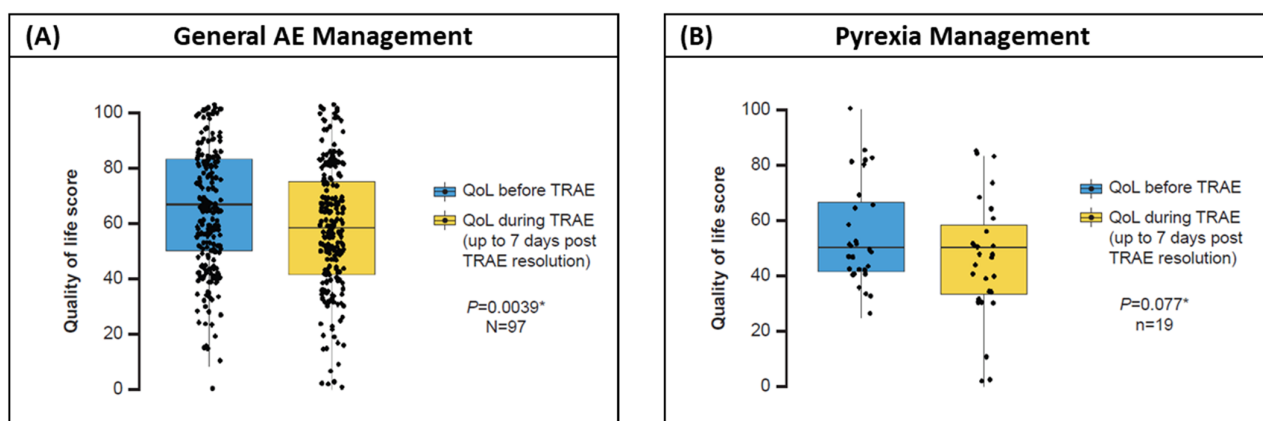 (A) General AE Management
Quality of life score
100
80
60
40
20
0
QoL before TRAE
QoL during TRAE
(up to 7 days post
TRAE resolution)
P=0.0039*
N=97
(B) Pyrexia Management
Quality of life score
100
80
60
40
20
0
QoL before TRAE
QoL during TRAE
(up to 7 days post
TRAE resolution)
P=0.077*
n=19